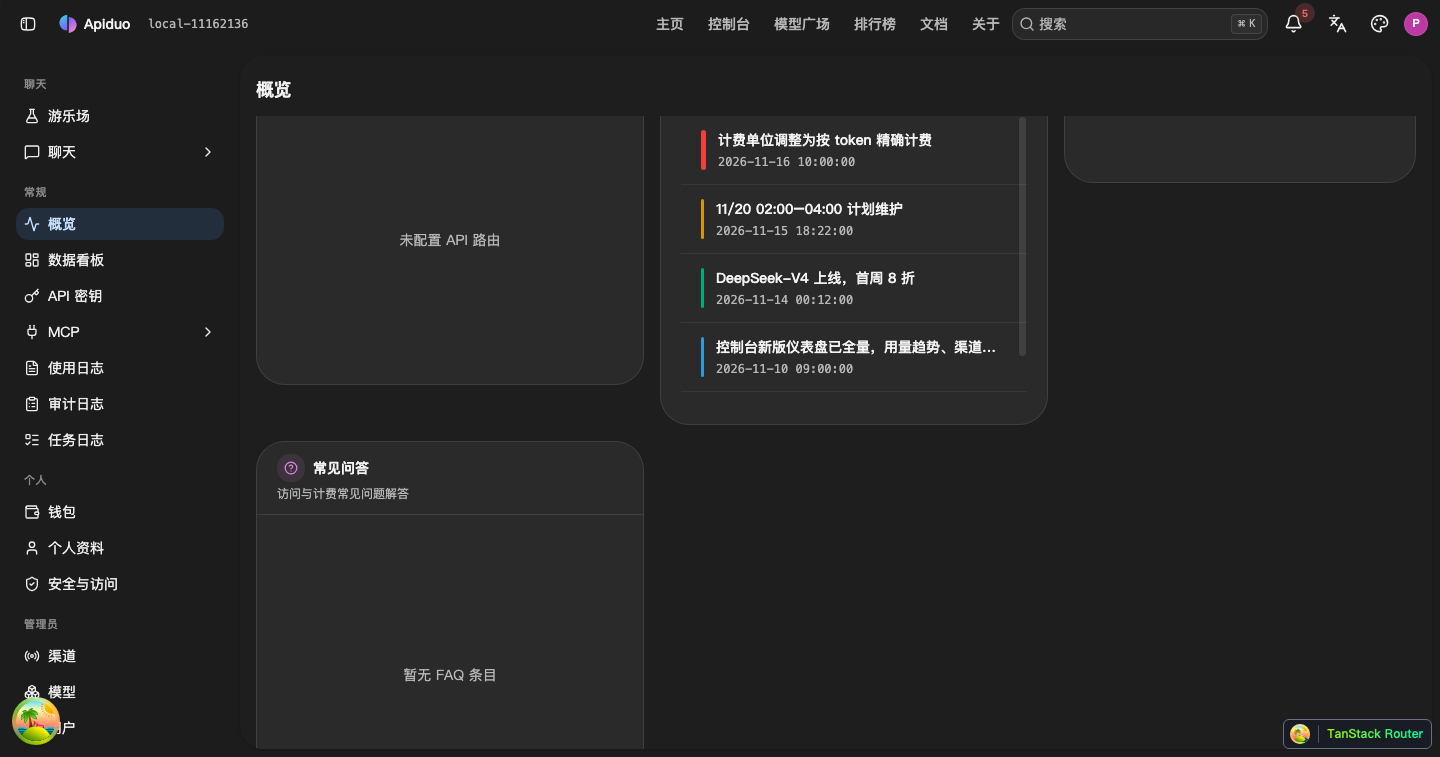 Apiduo
local-11162136
主页
控制台
模型广场
排行榜
文档
关于
搜索
⌘ K
5
P
聊天
游乐场
聊天
常规
概览
数据看板
API 密钥
MCP
使用日志
审计日志
任务日志
个人
钱包
个人资料
安全与访问
管理员
渠道
模型
户
概览
未配置 API 路由
计费单位调整为按 token 精确计费
2026-11-16 10:00:00
11/20 02:00—04:00 计划维护
2026-11-15 18:22:00
DeepSeek-V4 上线，首周 8 折
2026-11-14 00:12:00
控制台新版仪表盘已全量，用量趋势、渠道...
2026-11-10 09:00:00
常见问答
访问与计费常见问题解答
暂无 FAQ 条目
TanStack Router